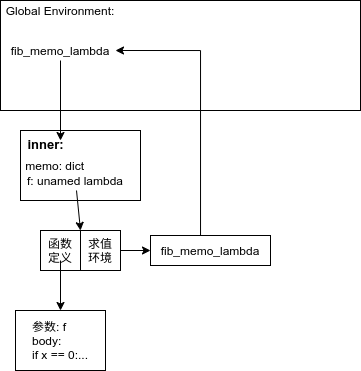 Global Environment:
fib_memo_lambda
inner:
memo: dict
f: unamed lambda
函数
定义
求值
环境
fib_memo_lambda
参数: f
body:
if x == 0:...